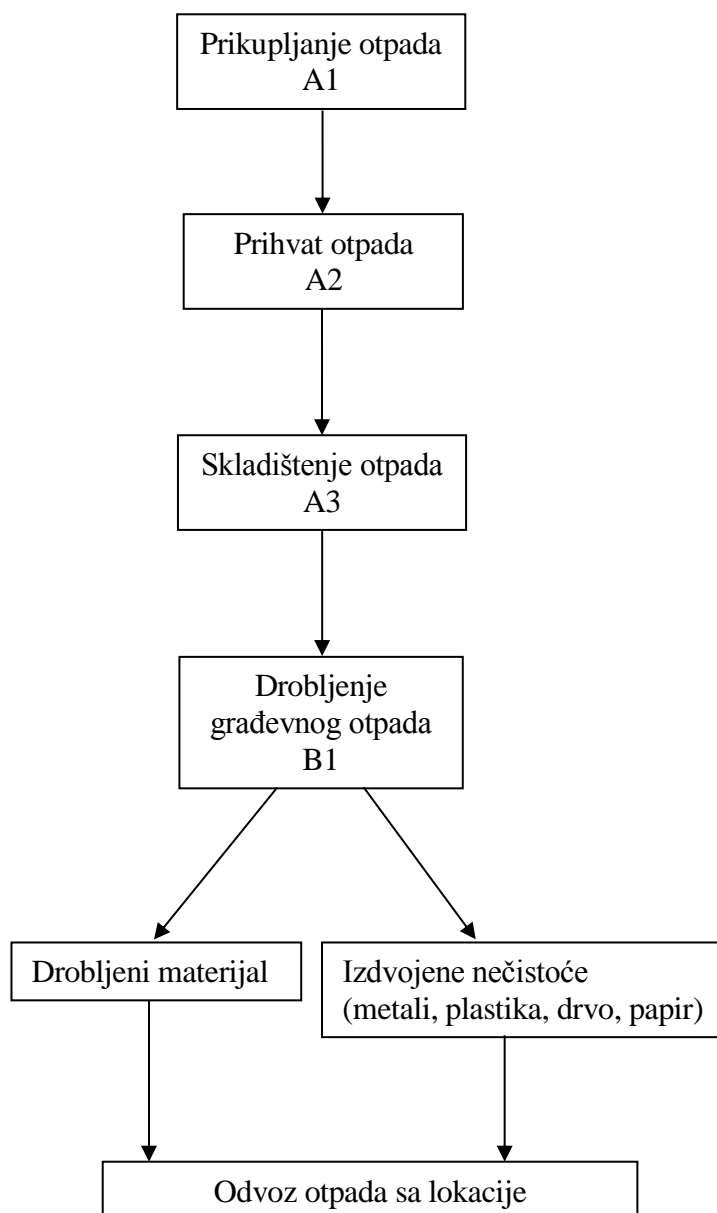 Prikupljanje otpada
A1
Prihvat otpada
A2
Skladištenje otpada
A3
Drobljenje
građevnog otpada
B1
Drobljeni materijal
Izdvojene nečistoće
(metali, plastika, drvo, papir)
Odvoz otpada sa lokacije